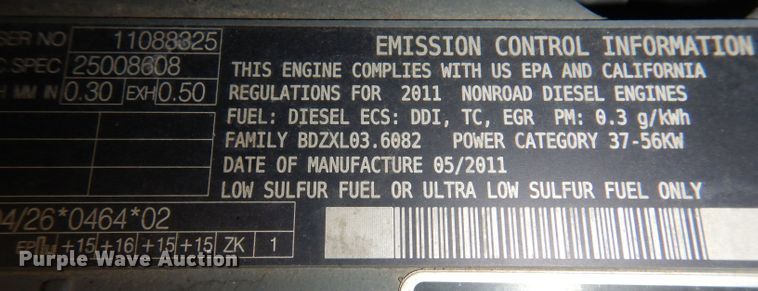 SER NO 11088325
C.SPEC 25008608
H MM IN 0.30 EXH 0.50
EMISSION CONTROL INFORMATION
THIS ENGINE COMPLIES WITH US EPA AND CALIFORNIA
REGULATIONS FOR 2011 NONROAD DIESEL ENGINES
FUEL: DIESEL ECS: DDI, TC, EGR PM: 0.3 g/kWh
FAMILY BDZXL03.6082 POWER CATEGORY 37-56KW
DATE OF MANUFACTURE 05/2011
LOW SULFUR FUEL OR ULTRA LOW SULFUR FUEL ONLY
04/26*0464*02
+15 +16 +15 +15 ZK 1
Purple Wave Auction